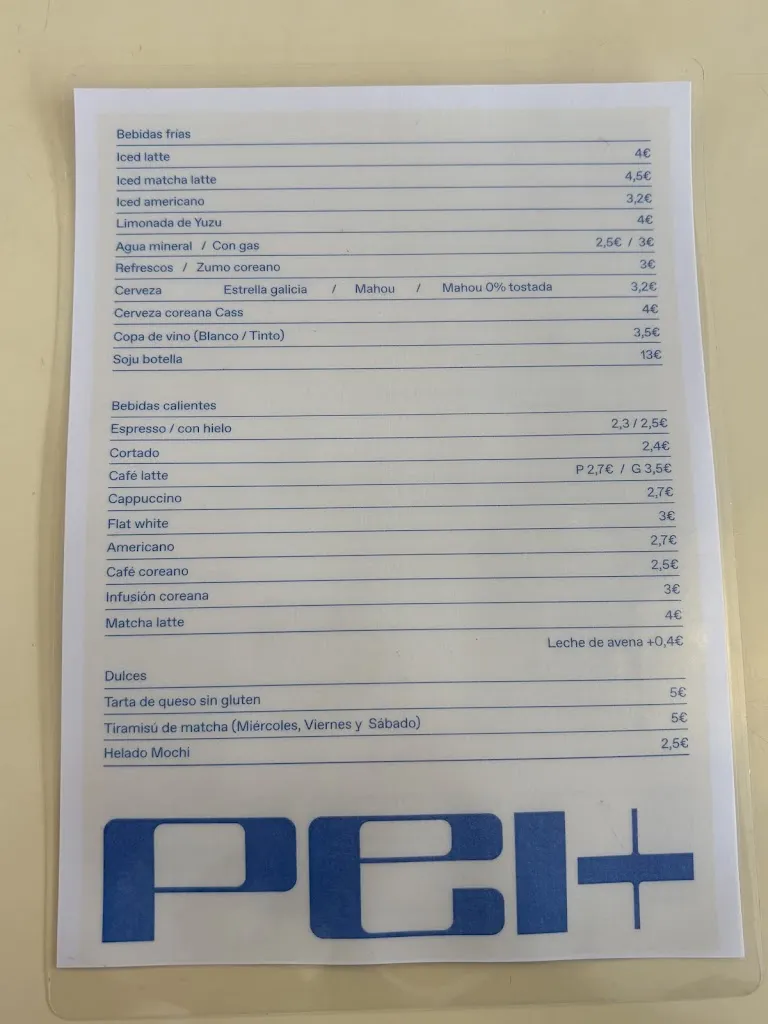 Bebidas frías
Iced latte 4€
Iced matcha latte 4,5€
Iced americano 3,2€
Limonada de Yuzu 4€
Agua mineral / Con gas 2,5€ / 3€
Refrescos / Zumo coreano 3€
Cerveza Estrella galicia / Mahou / Mahou 0% tostada 3,2€
Cerveza coreana Cass 4€
Copa de vino (Blanco / Tinto) 3,5€
Soju botella 13€
Bebidas calientes
Espresso / con hielo 2,3 / 2,5€
Cortado 2,4€
Café latte P 2,7€ / G 3,5€
Cappuccino 2,7€
Flat white 3€
Americano 2,7€
Café coreano 2,5€
Infusión coreana 3€
Matcha latte 4€
Leche de avena +0,4€
Dulces
Tarta de queso sin gluten 5€
Tiramisú de matcha (Miércoles, Viernes y Sábado) 5€
Helado Mochi 2,5€